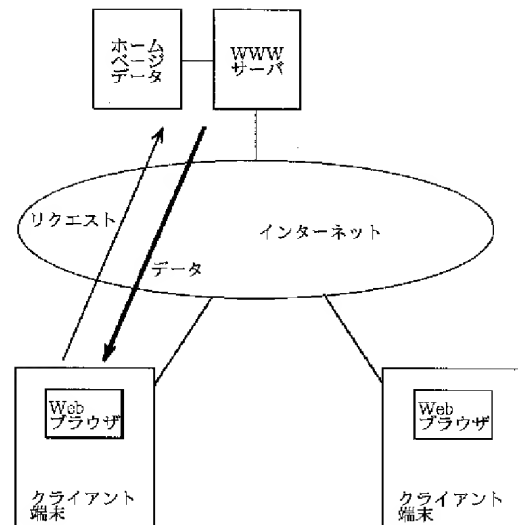 ホーム
ページ
データ
WWW
サーバ
リクエスト
インターネット
データ
Web
ブラウザ
クライアント
端末
Web
ブラウザ
クライアント
端末